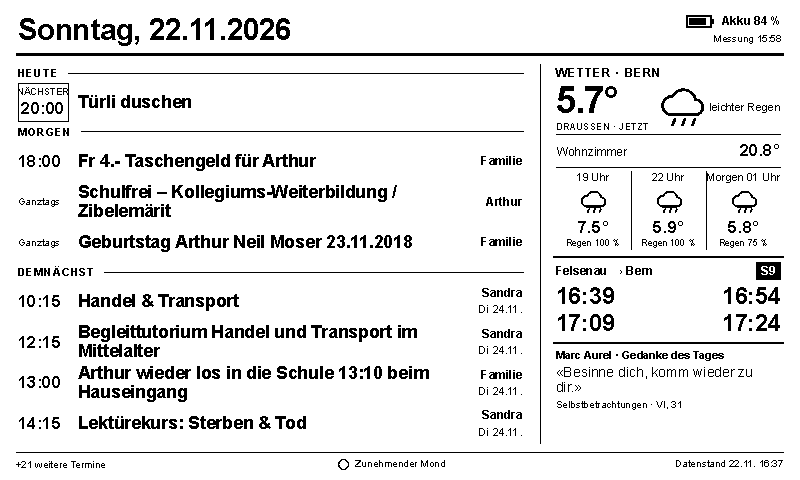 Sonntag, 22.11.2026
Akku 84 %
Messung 15:58
HEUTE
NÄCHSTER
20:00 Türli duschen
MORGEN
18:00 Fr 4.- Taschengeld für Arthur Familie
Ganztags Schulfrei – Kollegiums-Weiterbildung /
Zibelemärit Arthur
Ganztags Geburtstag Arthur Neil Moser 23.11.2018 Familie
DEMNÄCHST
10:15 Handel & Transport Sandra
Di 24.11.
12:15 Begleittutorium Handel und Transport im
Mittelalter Sandra
Di 24.11.
13:00 Arthur wieder los in die Schule 13:10 beim
Hauseingang Familie
Di 24.11.
14:15 Lektürekurs: Sterben & Tod Sandra
Di 24.11.
WETTER · BERN
5.7° leichter Regen
DRAUSSEN · JETZT
Wohnzimmer 20.8°
19 Uhr 22 Uhr Morgen 01 Uhr
7.5° 5.9° 5.8°
Regen 100 % Regen 100 % Regen 75 %
Felsenau › Bern S9
16:39 16:54
17:09 17:24
Marc Aurel · Gedanke des Tages
«Besinne dich, komm wieder zu
dir.»
Selbstbetrachtungen · VI, 31
+21 weitere Termine Zunehmender Mond Datenstand 22.11. 16:37